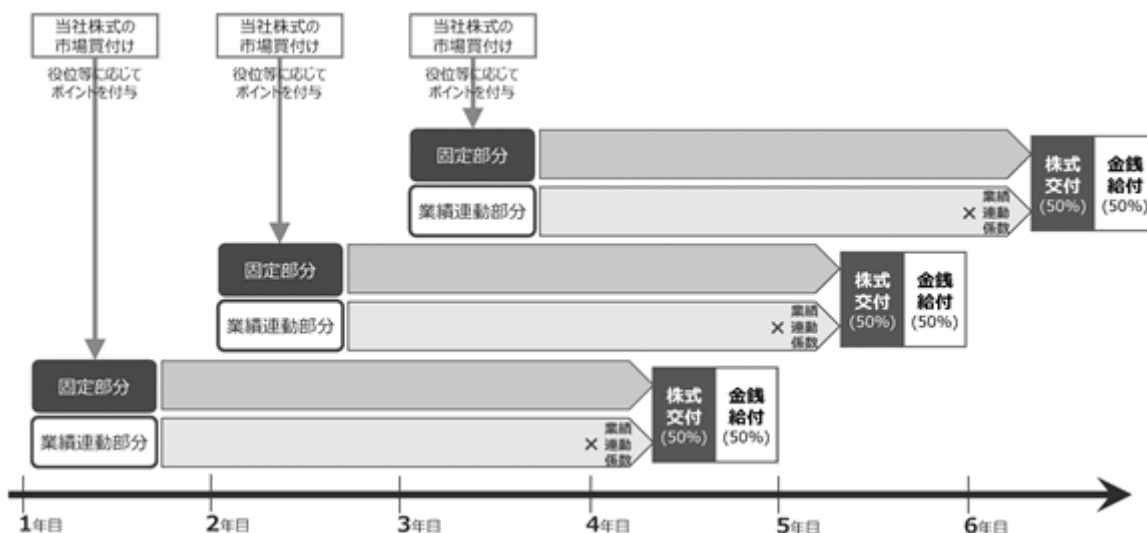 当社株式の
市場買付け
当社株式の
市場買付け
当社株式の
市場買付け
役位等に応じて
ポイントを付与
役位等に応じて
ポイントを付与
役位等に応じて
ポイントを付与
固定部分
業績連動部分
×
業績
連動
係数
株式
交付
(50%)
金銭
給付
(50%)
固定部分
業績連動部分
×
業績
連動
係数
株式
交付
(50%)
金銭
給付
(50%)
固定部分
業績連動部分
×
業績
連動
係数
株式
交付
(50%)
金銭
給付
(50%)
1年目
2年目
3年目
4年目
5年目
6年目